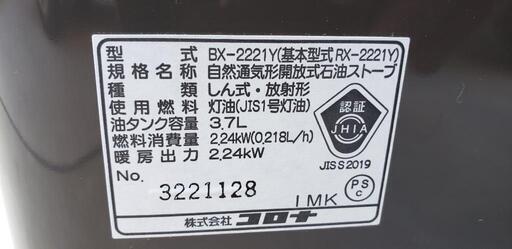 型式 BX-2221Y(基本型式RX-2221Y)
規格名称 自然通気形開放式石油ストーブ
種類 しん式・放射形
使用燃料 灯油(JIS1号灯油)
油タンク容量 3.7L
燃料消費量 2.24kW(0.218L/h)
暖房出力 2.24kW
認証
JHIA
JIS S 2019
No. 3221128 1MK
PS
C
株式会社 コロナ